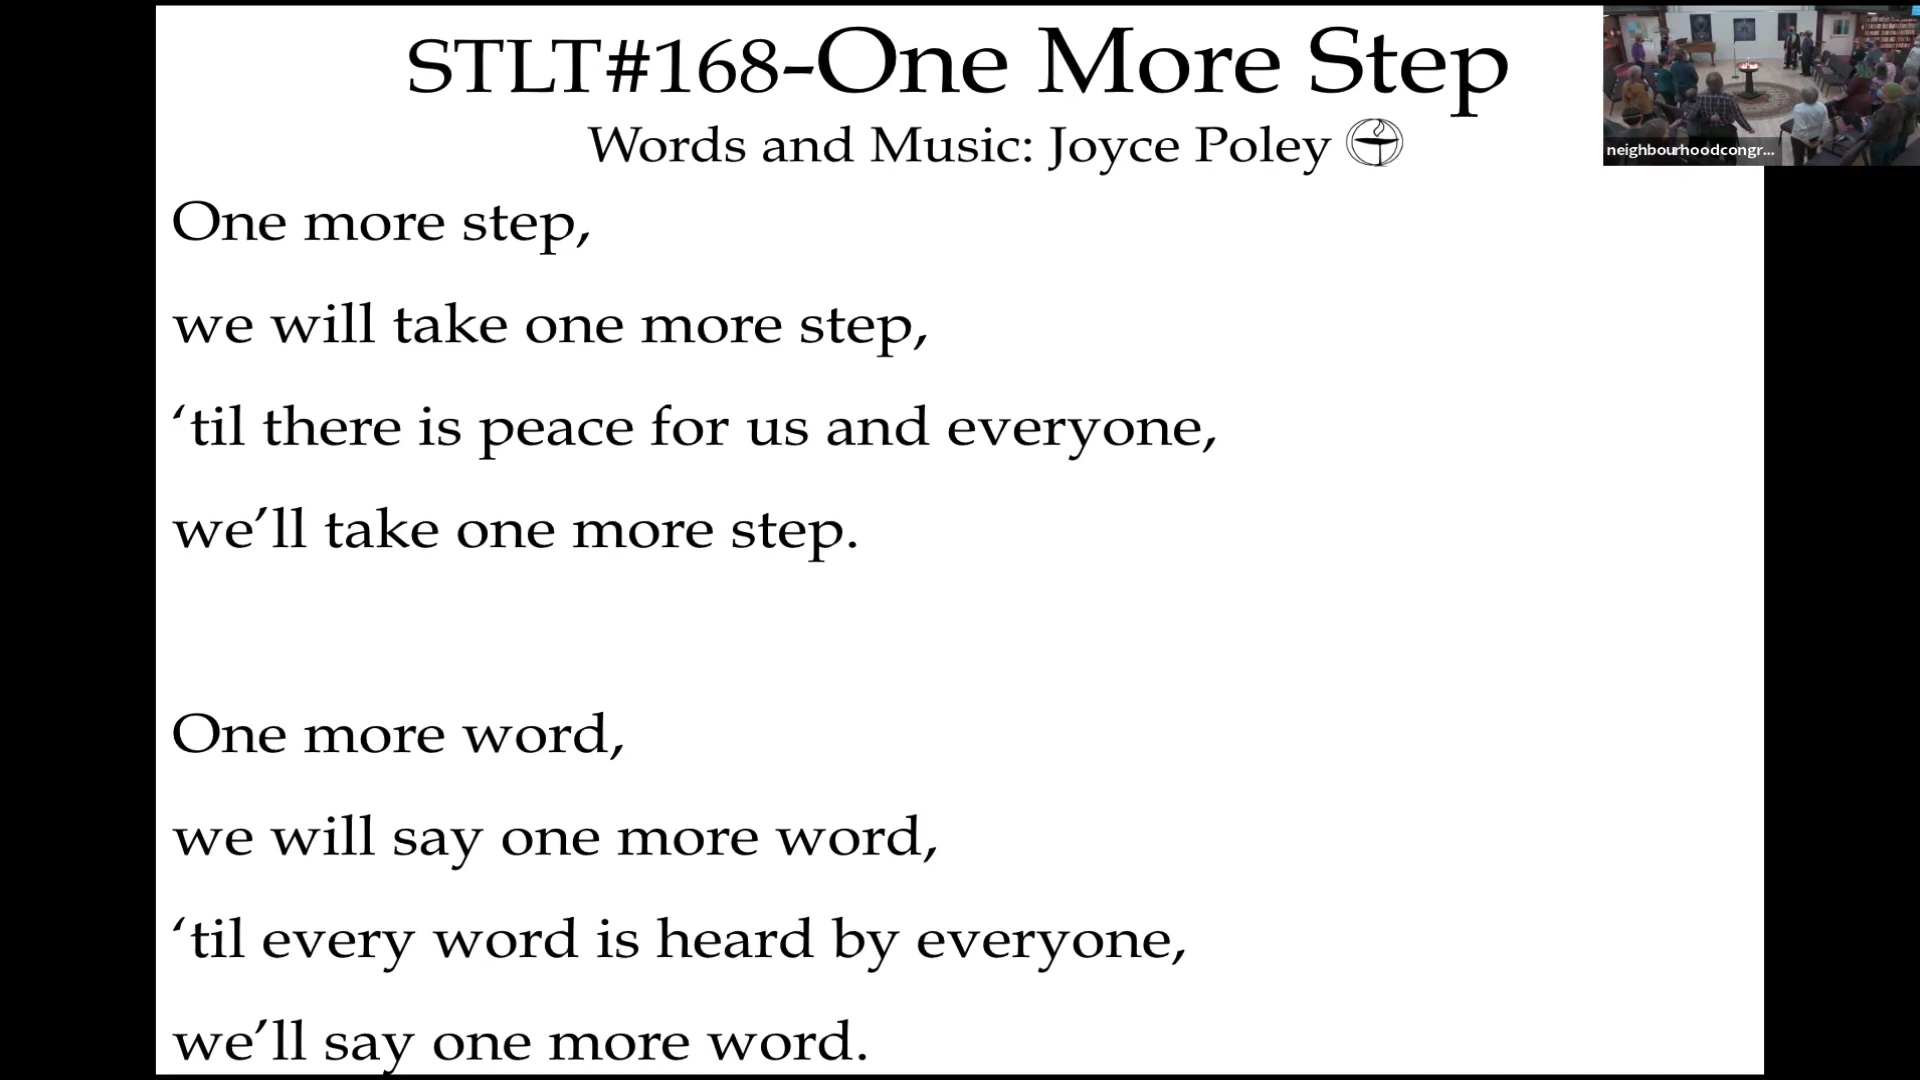 STLT#168-One More Step
Words and Music: Joyce Poley
neighbourhoodcongr...
One more step,
we will take one more step,
‘til there is peace for us and everyone,
we’ll take one more step.
One more word,
we will say one more word,
‘til every word is heard by everyone,
we’ll say one more word.